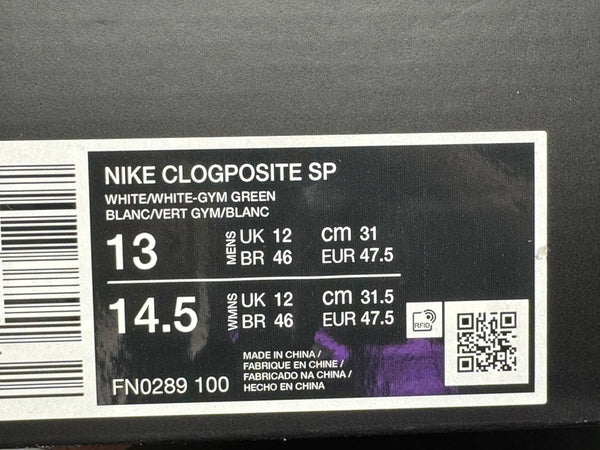 NIKE CLOGPOSITE SP
WHITE/WHITE-GYM GREEN
BLANC/VERT GYM/BLANC
13 MENS UK 12 cm 31
BR 46 EUR 47.5
14.5 WMNS UK 12 cm 31.5
BR 46 EUR 47.5
RFID
MADE IN CHINA /
FABRIQUE EN CHINE /
FABRICADO NA CHINA /
HECHO EN CHINA
FN0289 100